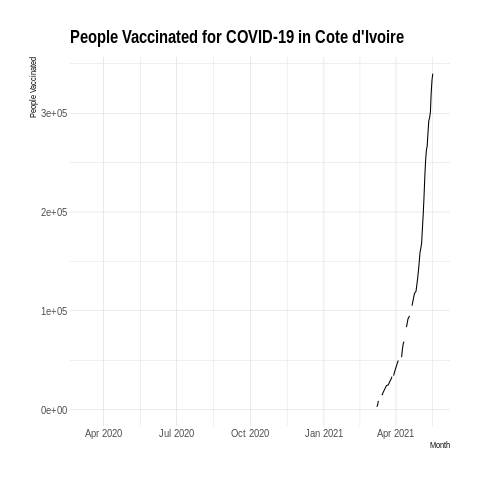 People Vaccinated for COVID-19 in Cote d'Ivoire
People Vaccinated
3e+05
2e+05
1e+05
0e+00
Apr 2020 Jul 2020 Oct 2020 Jan 2021 Apr 2021
Month